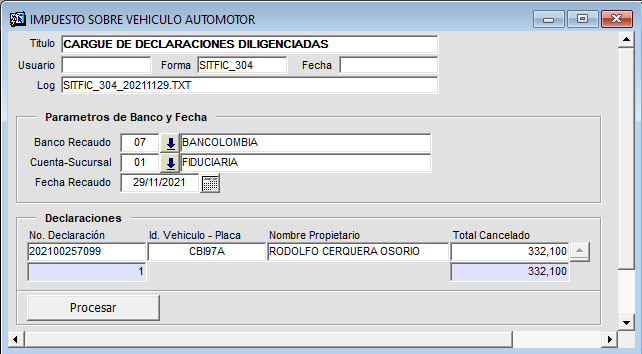 IMPUESTO SOBRE VEHICULO AUTOMOTOR
Titulo CARGUE DE DECLARACIONES DILIGENCIADAS
Usuario Forma SITFIC_304 Fecha
Log SITFIC_304_20211129.TXT
Parametros de Banco y Fecha
Banco Recaudo 07 BANCOLOMBIA
Cuenta-Sucursal 01 FIDUCIARIA
Fecha Recaudo 29/11/2021
Declaraciones
No. Declaración Id. Vehiculo - Placa Nombre Propietario Total Cancelado
202100257099 CBI97A RODOLFO CERQUERA OSORIO 332,100
1 332,100
Procesar